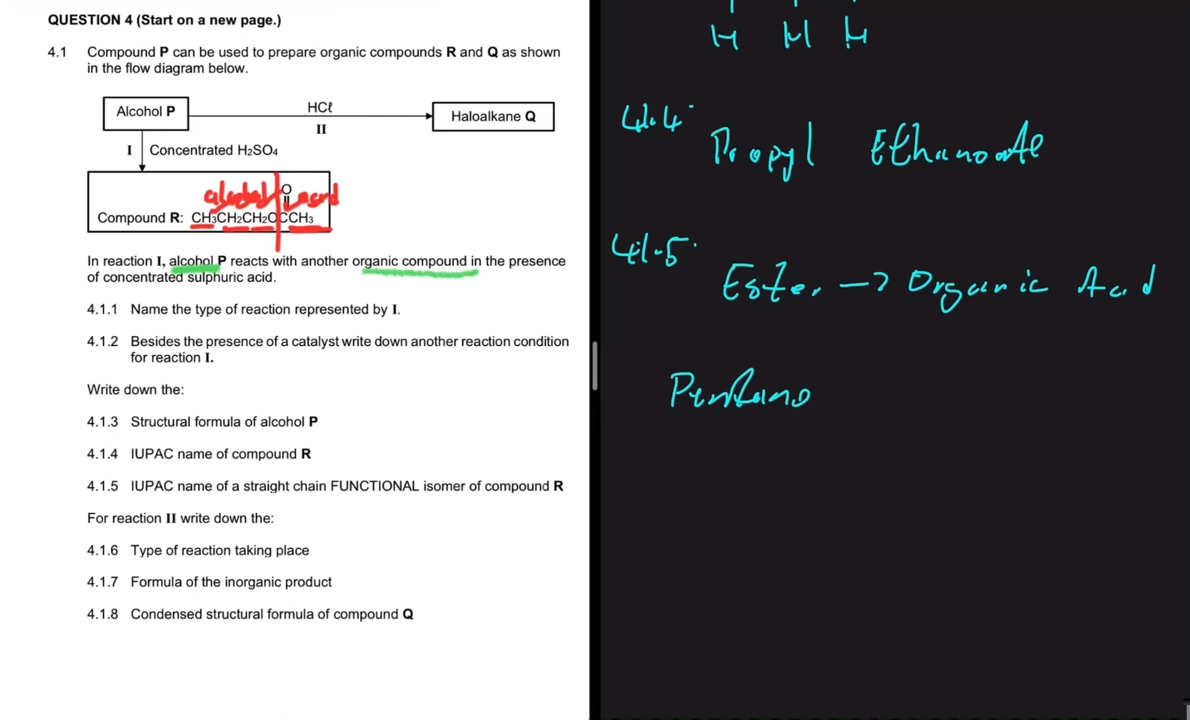 QUESTION 4 (Start on a new page.)
4.1 Compound P can be used to prepare organic compounds R and Q as shown
in the flow diagram below.
Alcohol P
HCℓ
II
Haloalkane Q
I Concentrated H₂SO₄
alcohol acid
O
Compound R: CH₃CH₂CH₂OCCH₃
In reaction I, alcohol P reacts with another organic compound in the presence
of concentrated sulphuric acid.
4.1.1 Name the type of reaction represented by I.
4.1.2 Besides the presence of a catalyst write down another reaction condition
for reaction I.
Write down the:
4.1.3 Structural formula of alcohol P
4.1.4 IUPAC name of compound R
4.1.5 IUPAC name of a straight chain FUNCTIONAL isomer of compound R
For reaction II write down the:
4.1.6 Type of reaction taking place
4.1.7 Formula of the inorganic product
4.1.8 Condensed structural formula of compound Q
H H H
4.1.4
Propyl Ethanoate
4.1.5.
Ester → Organic Acid
Pentano